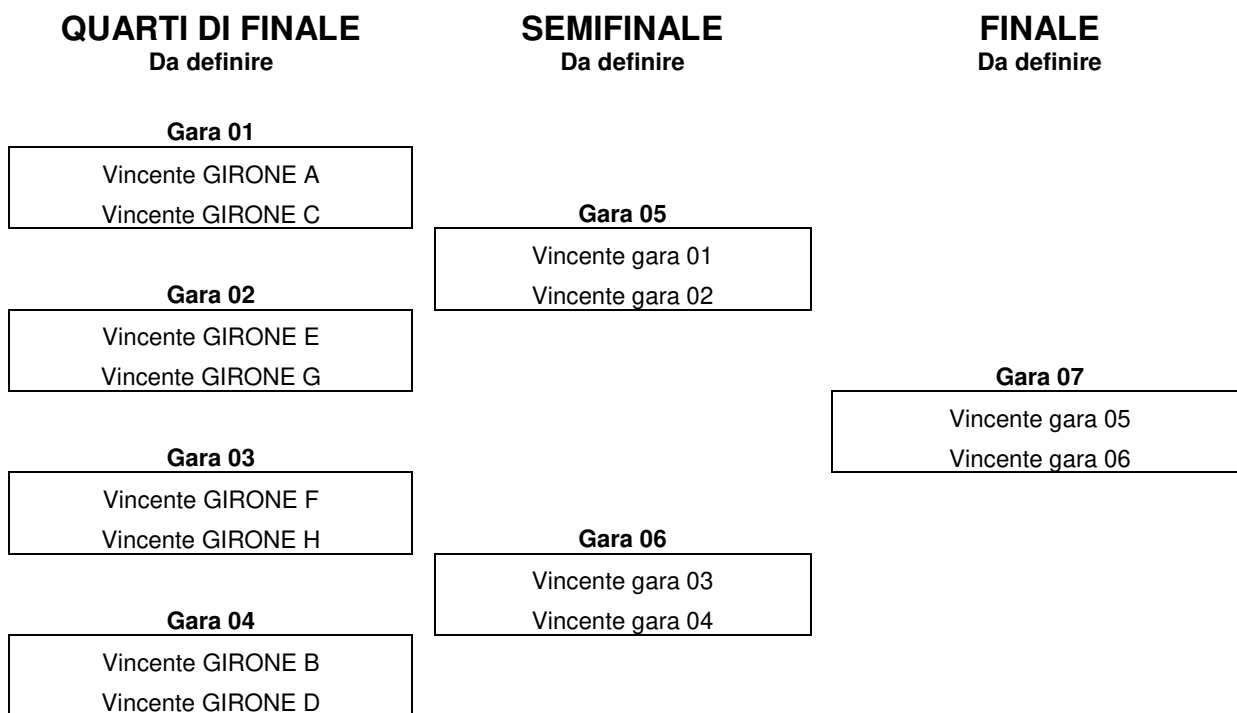 QUARTI DI FINALE
Da definire
SEMIFINALE
Da definire
FINALE
Da definire
Gara 01
Vincente GIRONE A
Vincente GIRONE C
Gara 02
Vincente GIRONE E
Vincente GIRONE G
Gara 03
Vincente GIRONE F
Vincente GIRONE H
Gara 04
Vincente GIRONE B
Vincente GIRONE D
Gara 05
Vincente gara 01
Vincente gara 02
Gara 06
Vincente gara 03
Vincente gara 04
Gara 07
Vincente gara 05
Vincente gara 06